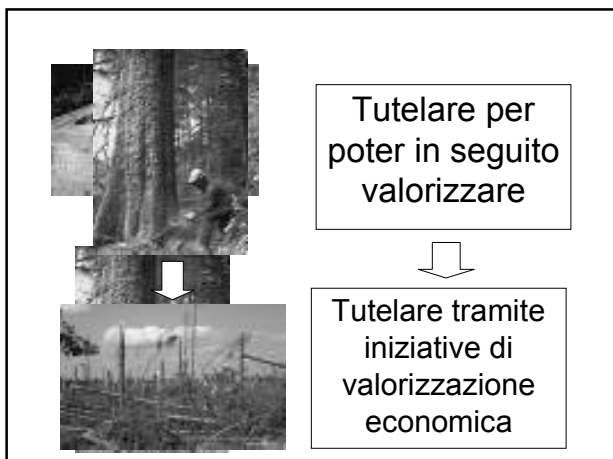 Tutelare per
poter in seguito
valorizzare
Tutelare tramite
iniziative di
valorizzazione
economica